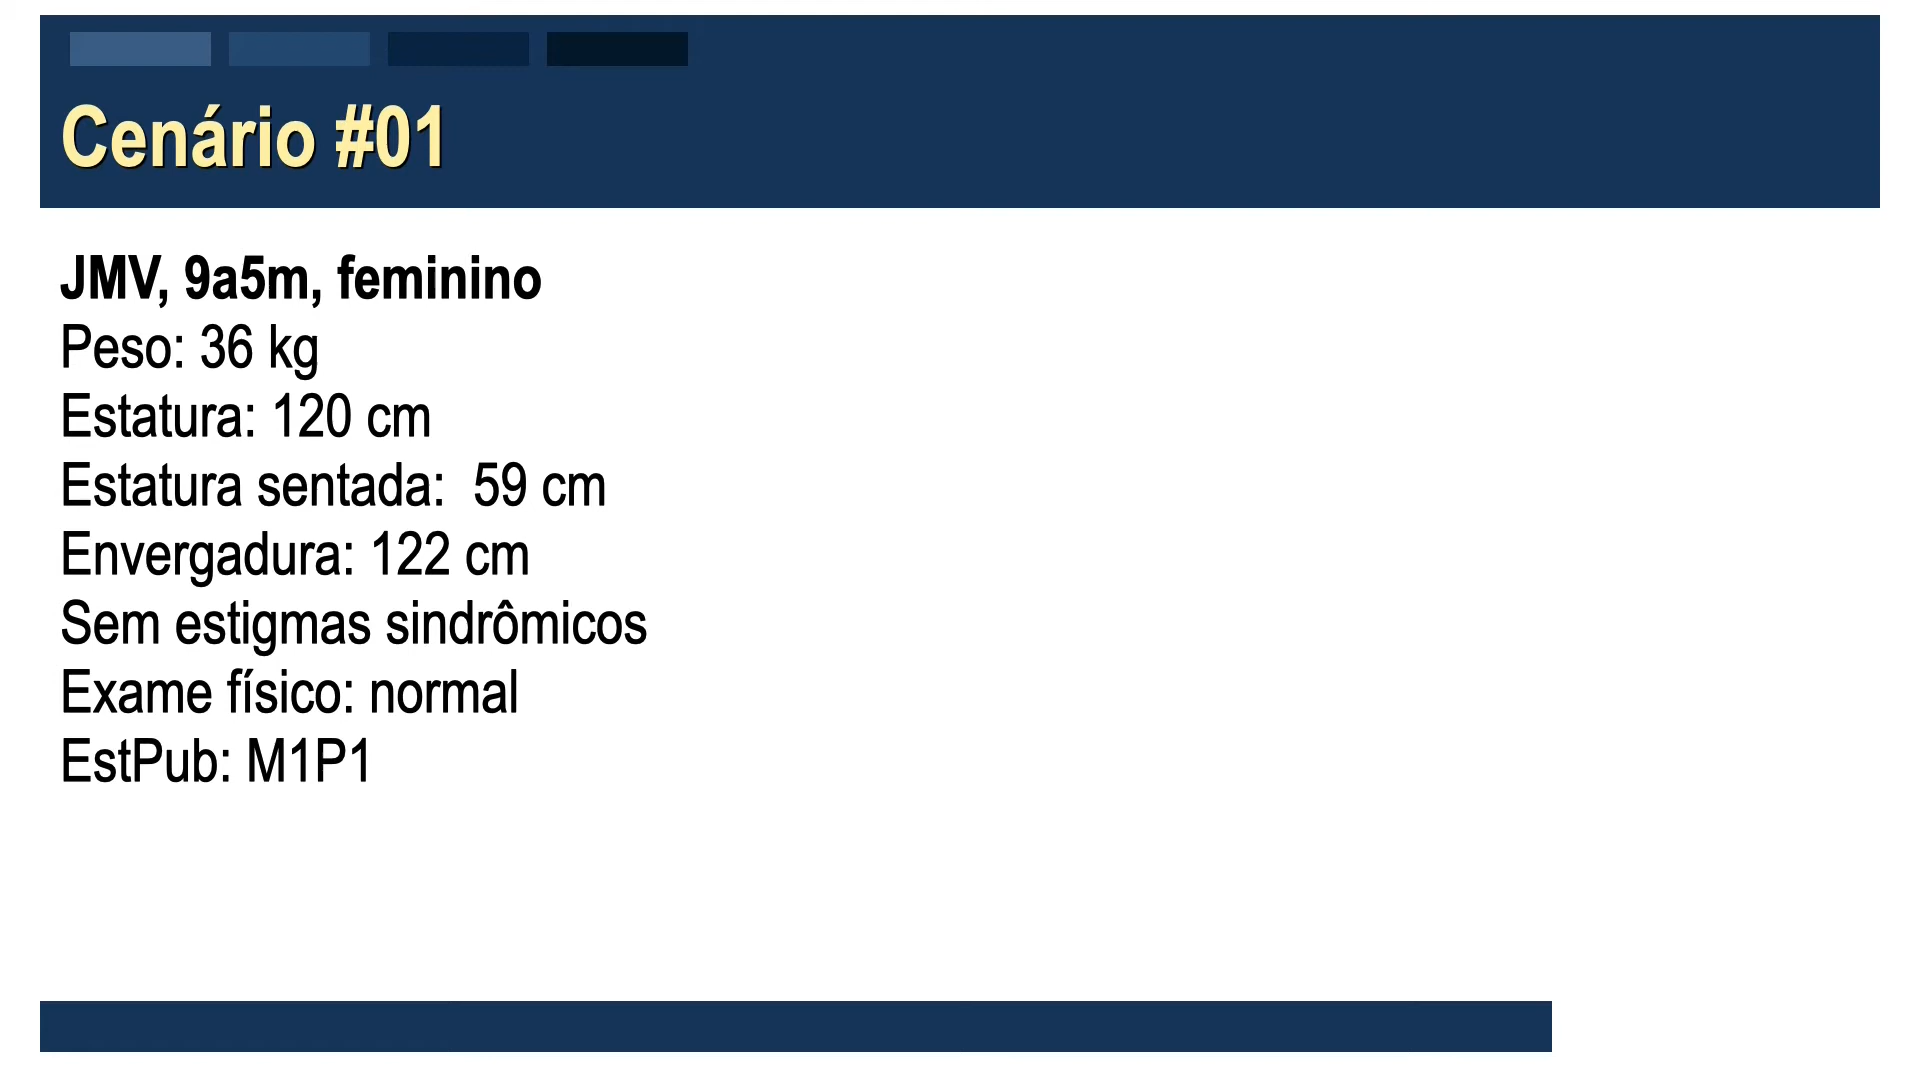 Cenário #01
JMV, 9a5m, feminino
Peso: 36 kg
Estatura: 120 cm
Estatura sentada:  59 cm
Envergadura: 122 cm
Sem estigmas sindrômicos
Exame físico: normal
EstPub: M1P1